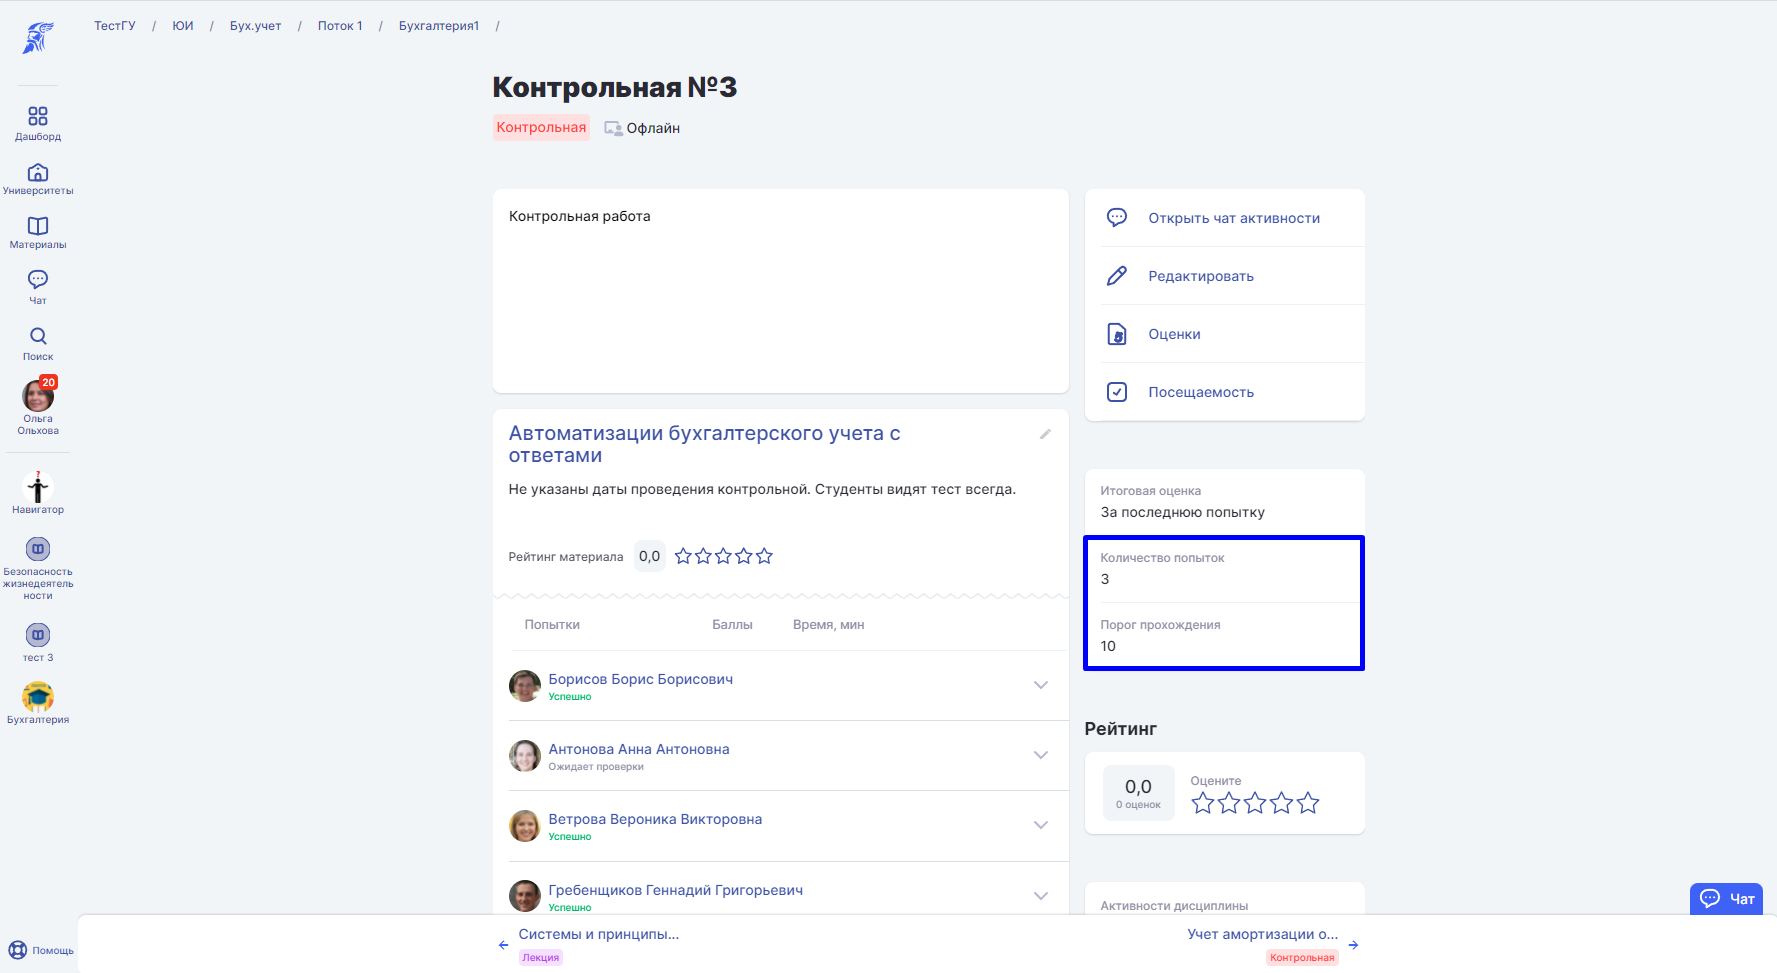 ТестГУ / ЮИ / Бух.учет / Поток 1 / Бухгалтерия1 /
Дашборд
Университеты
Материалы
Чат
Поиск
20
Ольга
Ольхова
Навигатор
Безопасность
жизнедеятель
ности
тест 3
Бухгалтерия
Помощь
Контрольная №3
Контрольная Офлайн
Контрольная работа
Автоматизации бухгалтерского учета с
ответами
Не указаны даты проведения контрольной. Студенты видят тест всегда.
Рейтинг материала 0,0
Попытки Баллы Время, мин
Борисов Борис Борисович
Успешно
Антонова Анна Антоновна
Ожидает проверки
Ветрова Вероника Викторовна
Успешно
Гребенщиков Геннадий Григорьевич
Успешно
Открыть чат активности
Редактировать
5 Оценки
Посещаемость
Итоговая оценка
За последнюю попытку
Количество попыток
3
Порог прохождения
10
Рейтинг
0,0
0 оценок
Оцените
Активности дисциплины
Чат
Системы и принципы...
Лекция
Учет амортизации о...
Контрольная